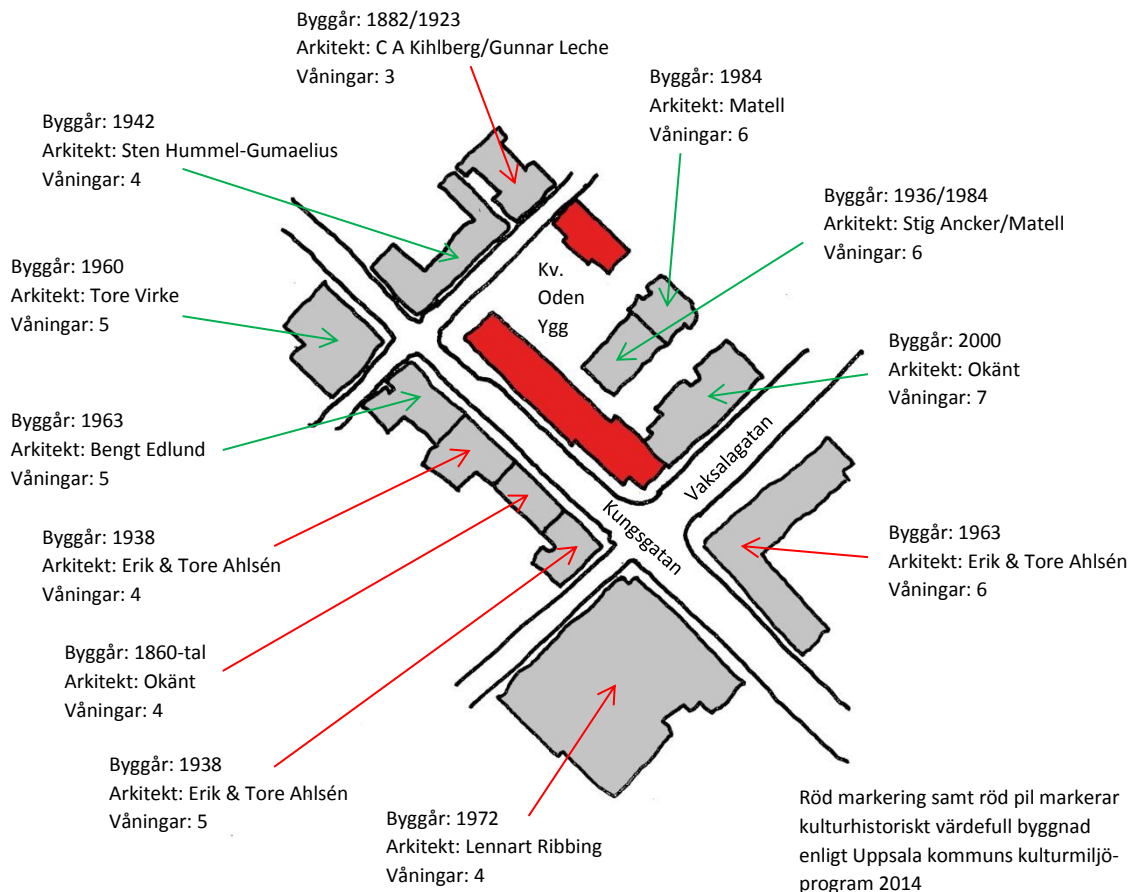 Byggår: 1882/1923
Arkitekt: C A Kihlberg/Gunnar Leche
Våningar: 3
Byggår: 1984
Arkitekt: Matell
Våningar: 6
Byggår: 1942
Arkitekt: Sten Hummel-Gumaelius
Våningar: 4
Byggår: 1936/1984
Arkitekt: Stig Ancker/Matell
Våningar: 6
Byggår: 1960
Arkitekt: Tore Virke
Våningar: 5
Kv.
Oden
Ygg
Byggår: 2000
Arkitekt: Okänt
Våningar: 7
Byggår: 1963
Arkitekt: Bengt Edlund
Våningar: 5
Vaksalagatan
Kungsgatan
Byggår: 1938
Arkitekt: Erik & Tore Ahlsén
Våningar: 4
Byggår: 1963
Arkitekt: Erik & Tore Ahlsén
Våningar: 6
Byggår: 1860-tal
Arkitekt: Okänt
Våningar: 4
Byggår: 1938
Arkitekt: Erik & Tore Ahlsén
Våningar: 5
Byggår: 1972
Arkitekt: Lennart Ribbing
Våningar: 4
Röd markering samt röd pil markerar
kulturhistoriskt värdefull byggnad
enligt Uppsala kommuns kulturmiljö-
program 2014